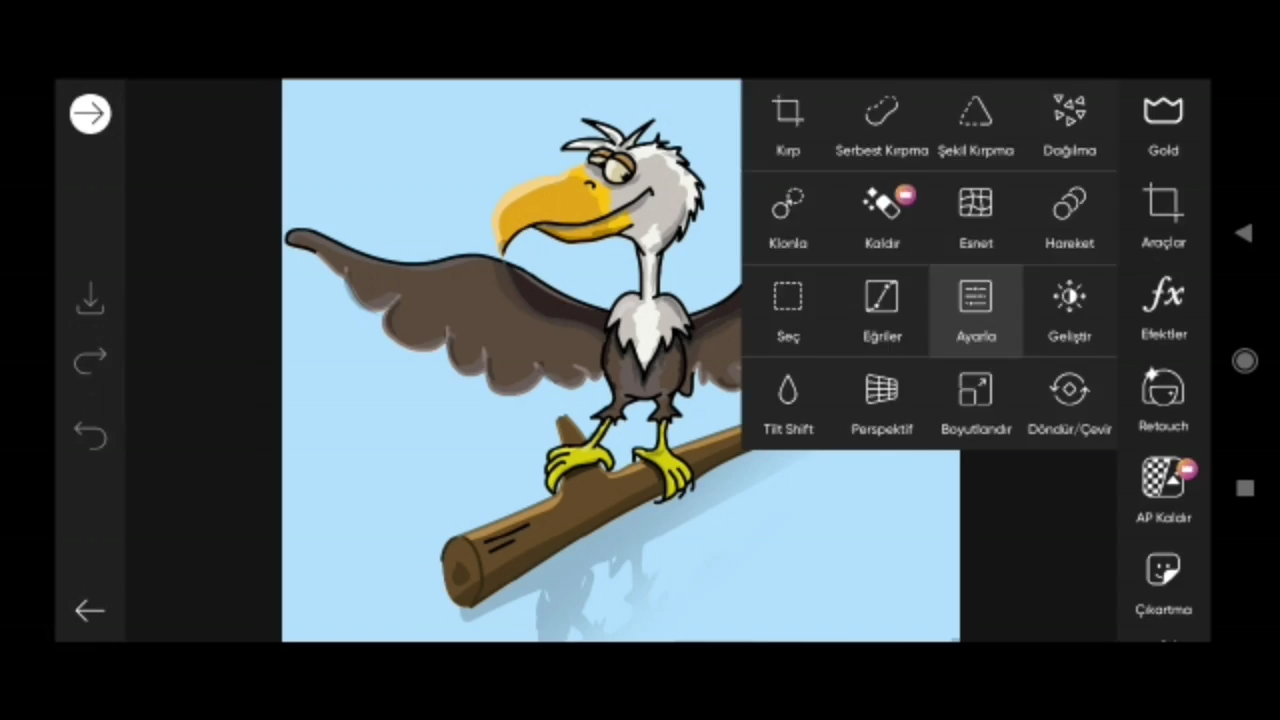 Kırp
Serbest Kırpma
Şekil Kırpma
Dağılma
Gold
Klonla
Kaldır
Esnet
Hareket
Araçlar
Seç
Eğriler
Ayarla
Geliştir
fx
Efektler
Tilt Shift
Perspektif
Boyutlandır
Döndür/Çevir
Retouch
AP Kaldır
Çıkartma